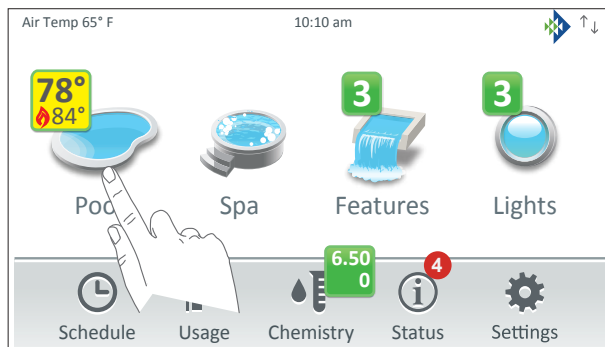 Air Temp 65° F 10:10 am
78°
84°
3
3
Poo
Spa
Features
Lights
6.50
0
4
Schedule
Usage
Chemistry
Status
Settings